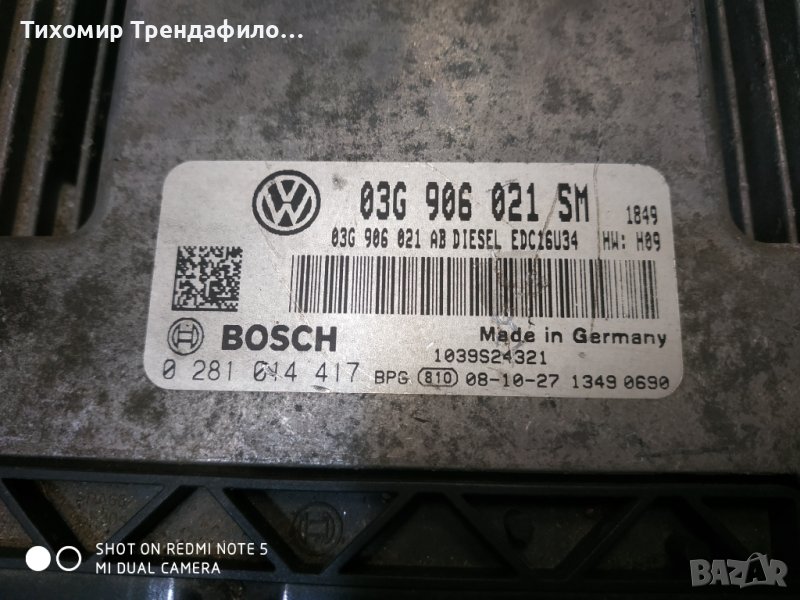 Тихомир Трендафило...
03G 906 021 SM 1849
03G 906 021 AB DIESEL EDC16U34 HW: H09
BOSCH Made in Germany
1039S24321
0 281 014 417 BPG 810 08-10-27 1349 0690
SHOT ON REDMI NOTE 5
MI DUAL CAMERA
BAZAR